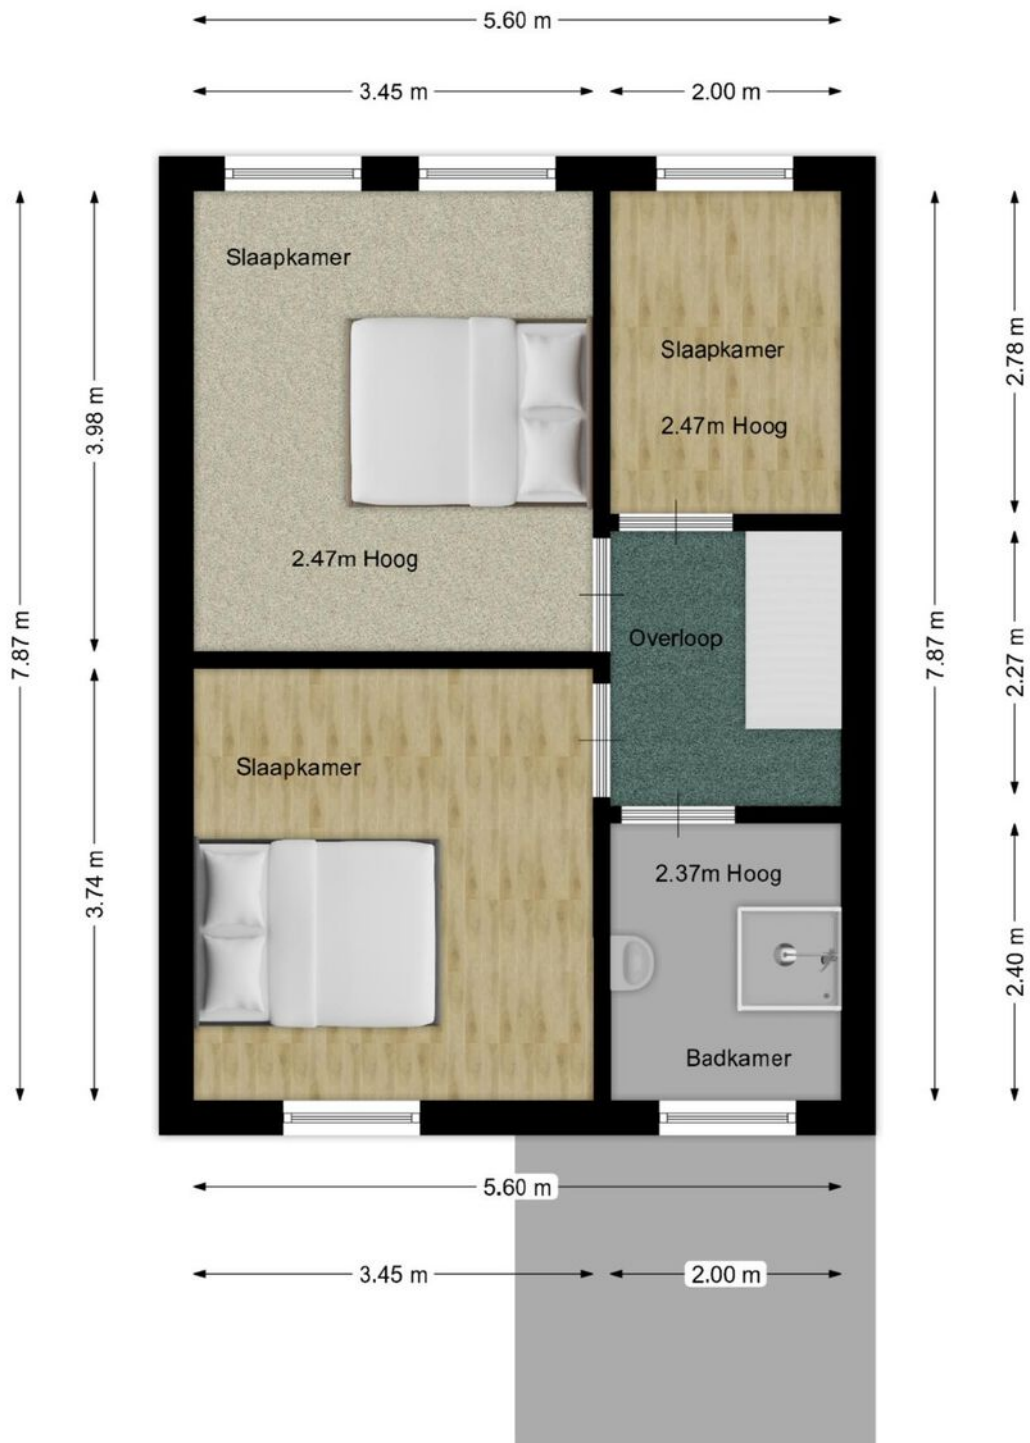 5.60 m
3.45 m
2.00 m
Slaapkamer
Slaapkamer
2.47m Hoog
2.78 m
3.98 m
2.47m Hoog
7.87 m
Overloop
7.87 m
2.27 m
Slaapkamer
3.74 m
2.37m Hoog
2.40 m
Badkamer
5.60 m
3.45 m
2.00 m